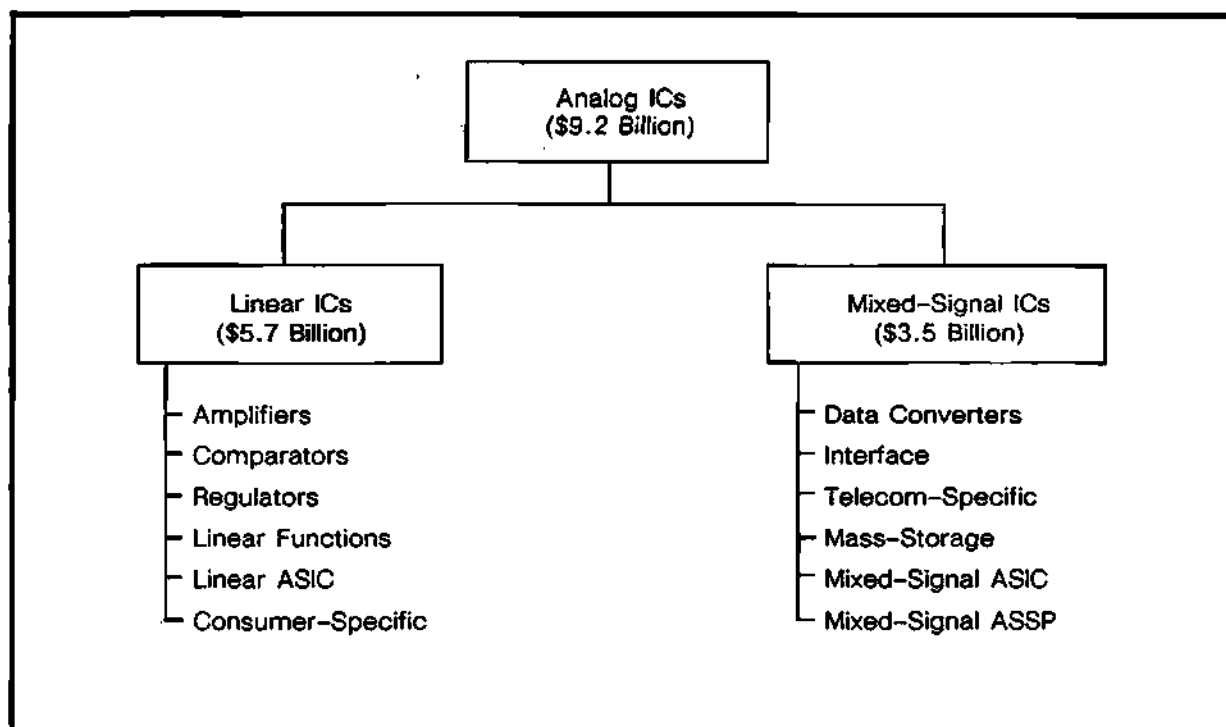 Analog ICs
($9.2 Billion)
Linear ICs
($5.7 Billion)
Amplifiers
Comparators
Regulators
Linear Functions
Linear ASIC
Consumer-Specific
Mixed-Signal ICs
($3.5 Billion)
Data Converters
Interface
Telecom-Specific
Mass-Storage
Mixed-Signal ASIC
Mixed-Signal ASSP